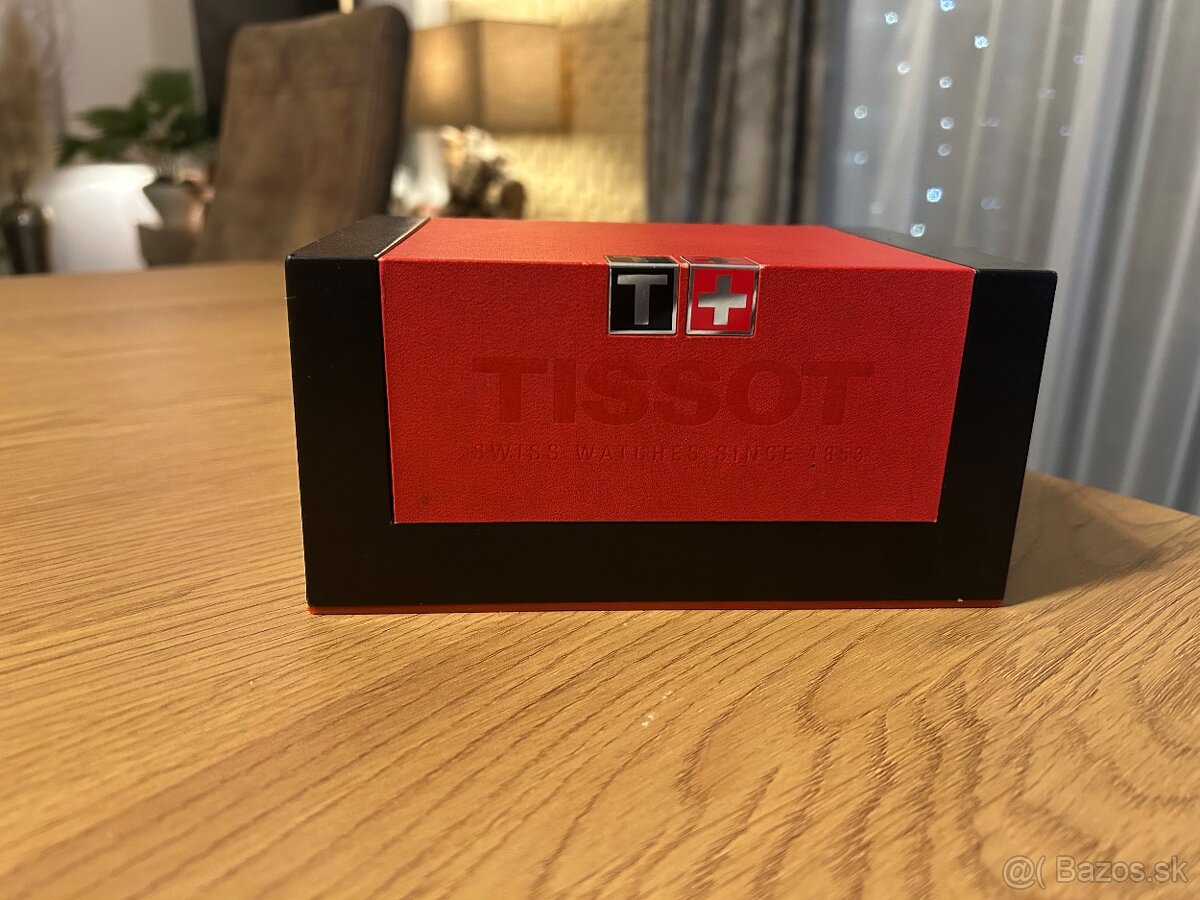 T
TISSOT
SWISS WATCHES SINCE 1853
@( Bazos.sk